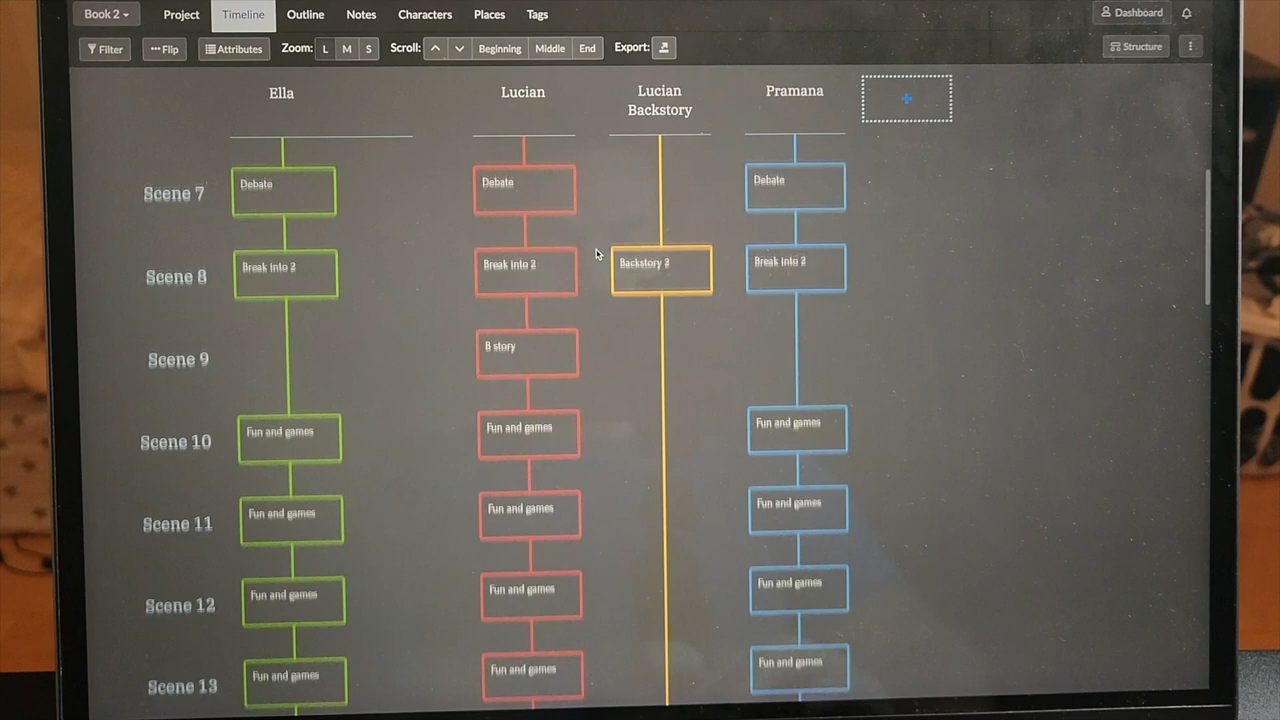 Book 2 Project Timeline Outline Notes Characters Places Tags Dashboard
Filter Flip Attributes Zoom: L M S Scroll: Beginning Middle End Export: Structure
Ella Lucian Lucian Backstory Pramana +
Scene 7 Debate Debate Debate
Scene 8 Break into 2 Break into 2 Backstory 2 Break into 2
Scene 9 B story
Scene 10 Fun and games Fun and games Fun and games
Scene 11 Fun and games Fun and games Fun and games
Scene 12 Fun and games Fun and games Fun and games
Scene 13 Fun and games Fun and games Fun and games